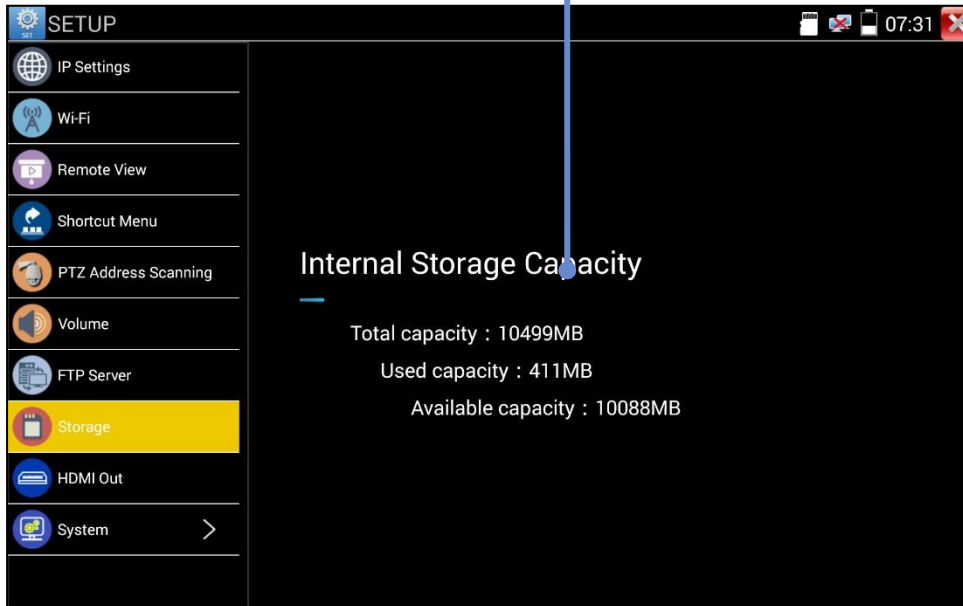 SETUP
SET
07:31
IP Settings
Wi-Fi
Remote View
Shortcut Menu
PTZ Address Scanning
Volume
FTP Server
Storage
HDMI Out
System
Internal Storage Capacity
Total capacity：10499MB
Used capacity：411MB
Available capacity：10088MB